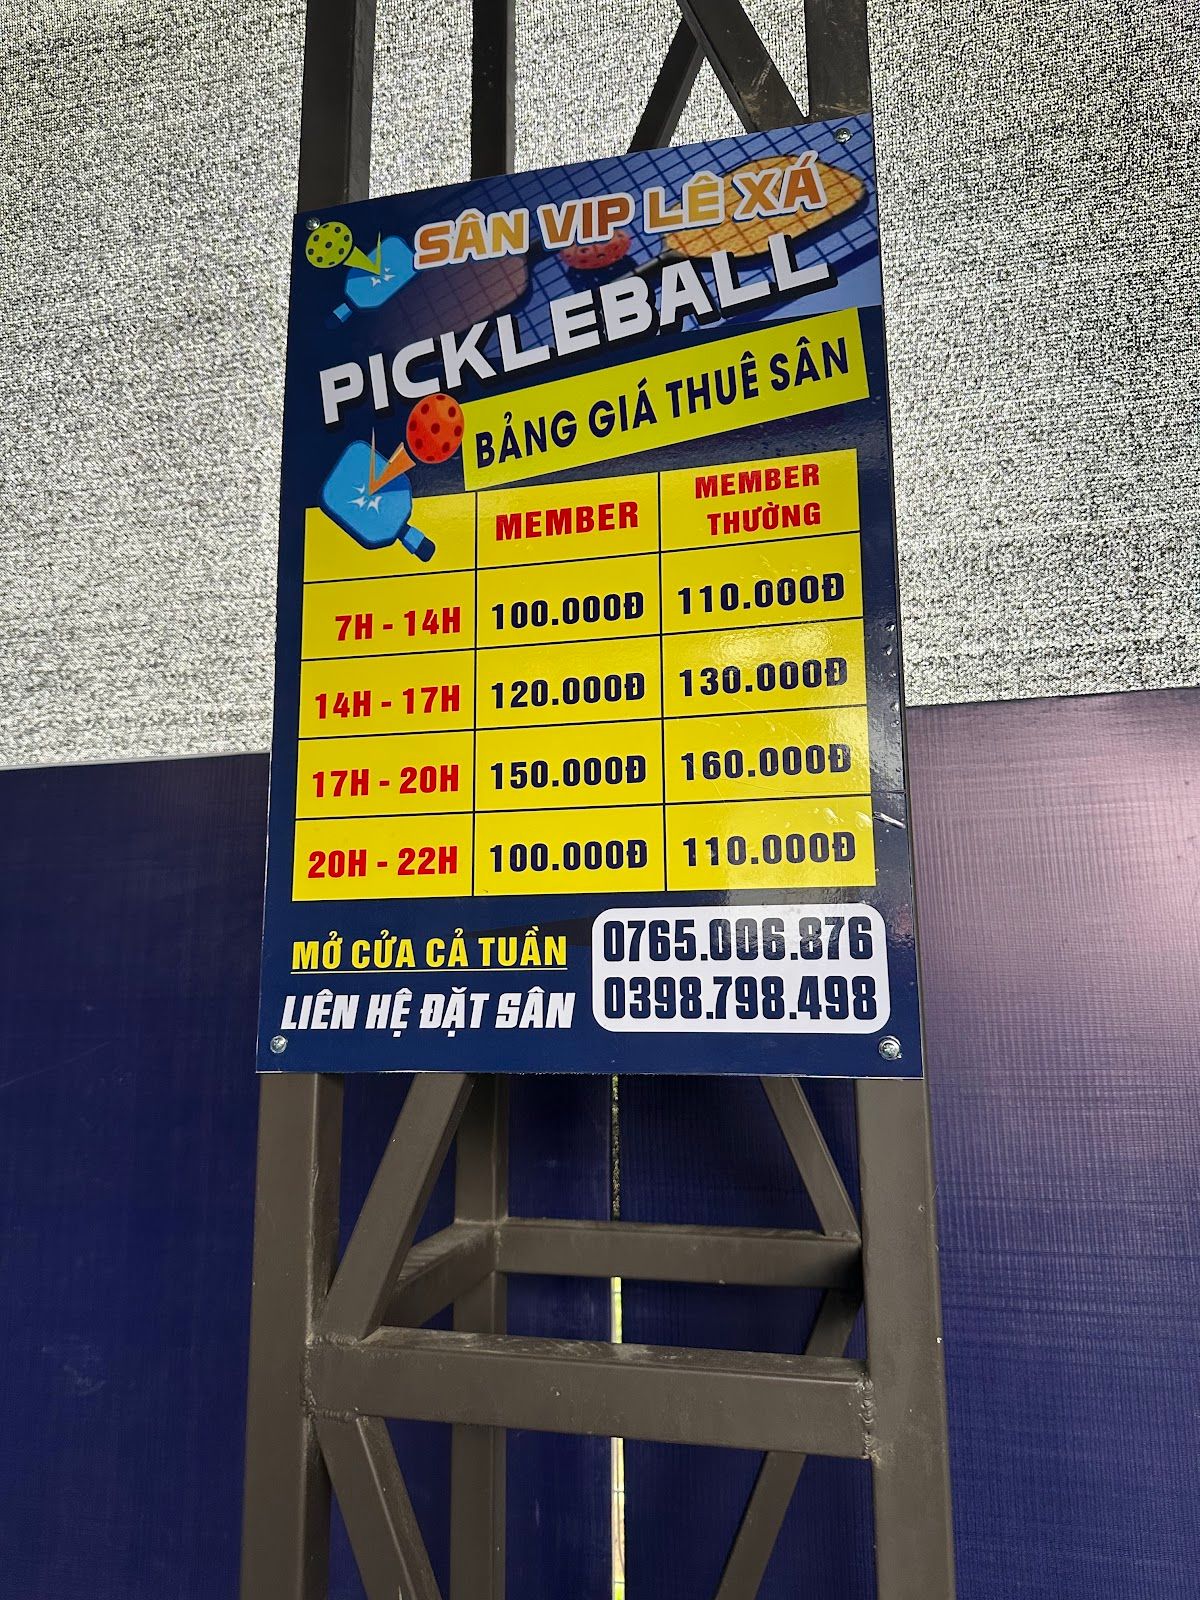 SÂN VIP LÊ XÁ
PICKLEBALL
BẢNG GIÁ THUÊ SÂN
MEMBER MEMBER THƯỜNG
7H - 14H 100.000Đ 110.000Đ
14H - 17H 120.000Đ 130.000Đ
17H - 20H 150.000Đ 160.000Đ
20H - 22H 100.000Đ 110.000Đ
MỞ CỬA CẢ TUẦN
LIÊN HỆ ĐẶT SÂN
0765.006.876
0398.798.498